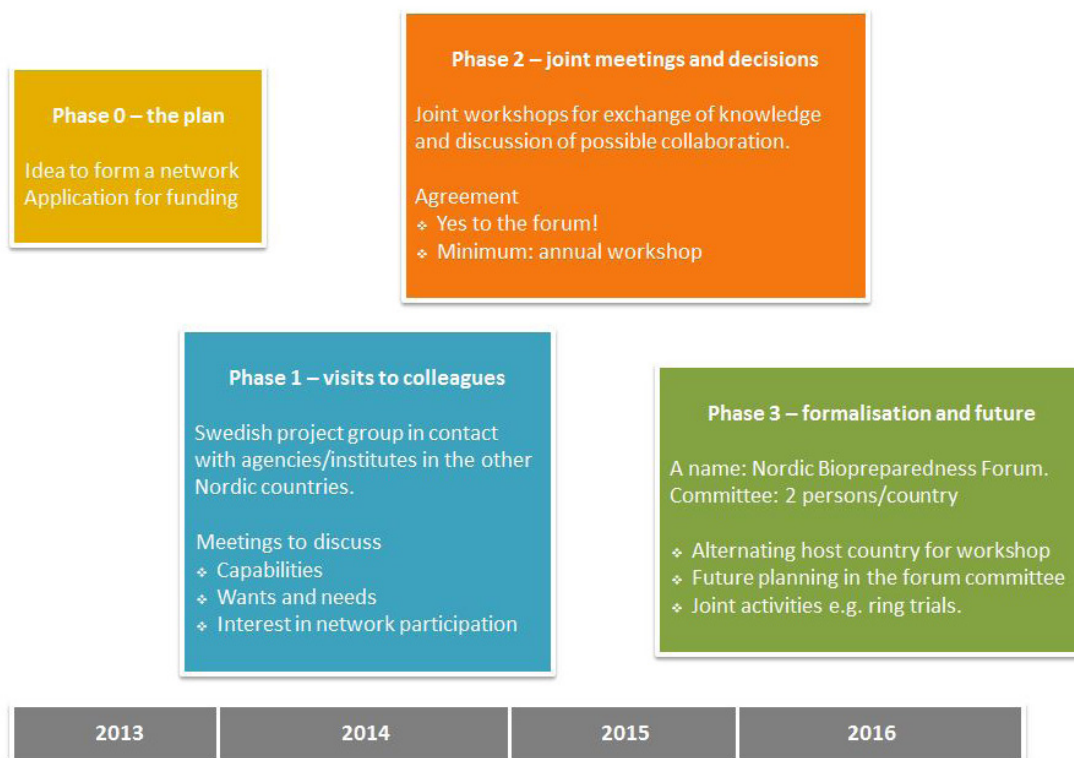 Phase 0 – the plan
Idea to form a network
Application for funding
Phase 2 – joint meetings and decisions
Joint workshops for exchange of knowledge
and discussion of possible collaboration.
Agreement
❖ Yes to the forum!
❖ Minimum: annual workshop
Phase 1 – visits to colleagues
Swedish project group in contact
with agencies/institutes in the other
Nordic countries.
Meetings to discuss
❖ Capabilities
❖ Wants and needs
❖ Interest in network participation
Phase 3 – formalisation and future
A name: Nordic Biopreparedness Forum.
Committee: 2 persons/country
❖ Alternating host country for workshop
❖ Future planning in the forum committee
❖ Joint activities e.g. ring trials.
2013 2014 2015 2016